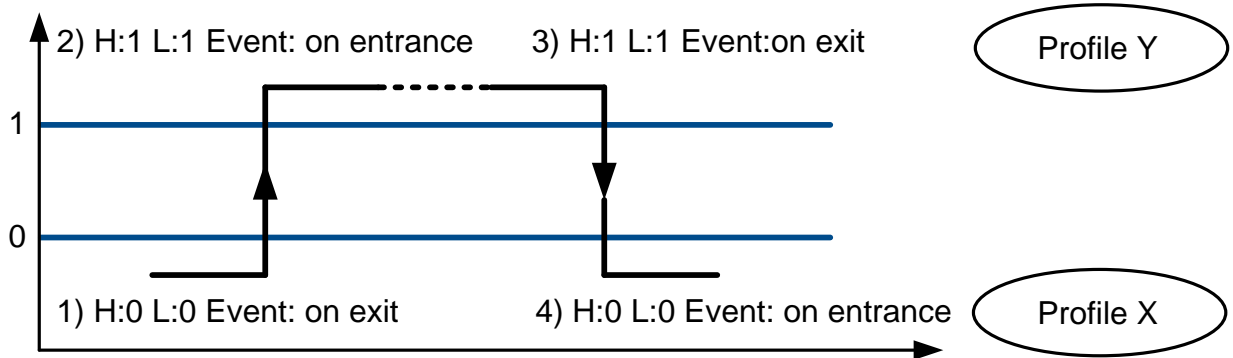 2) H:1 L:1 Event: on entrance
3) H:1 L:1 Event:on exit
Profile Y
1
0
1) H:0 L:0 Event: on exit
4) H:0 L:0 Event: on entrance
Profile X